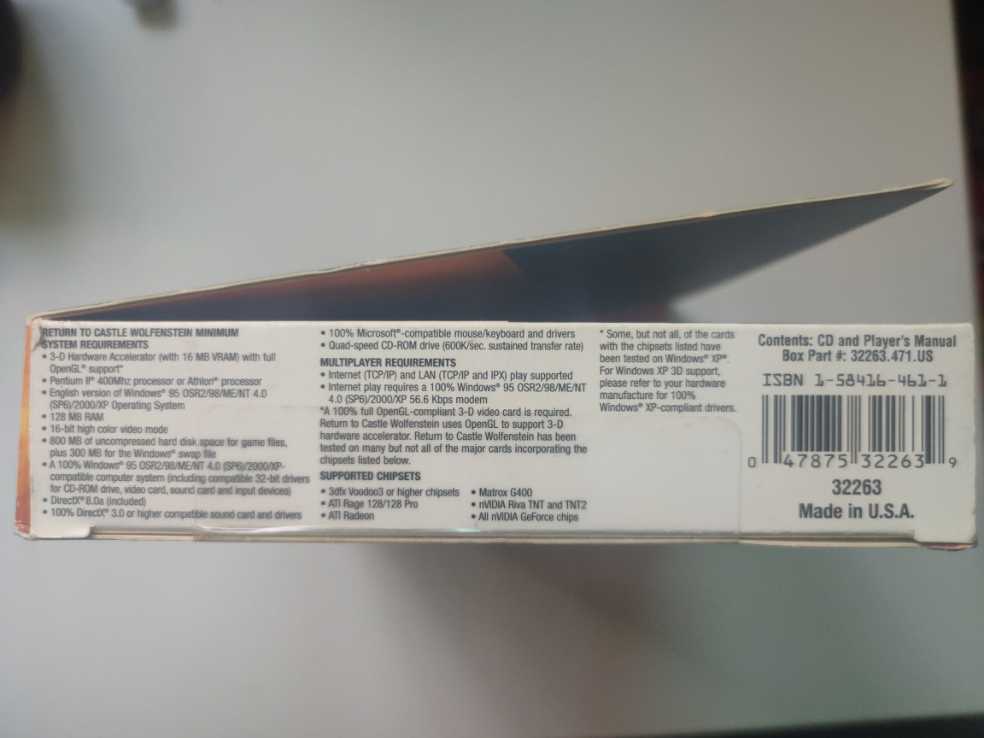 RETURN TO CASTLE WOLFENSTEIN MINIMUM
SYSTEM REQUIREMENTS
• 3-D Hardware Accelerator (with 16 MB VRAM) with full
OpenGL® support*
• Pentium II® 400Mhz processor or Athlon® processor
• English version of Windows® 95 OSR2/98/ME/NT 4.0
(SP6)/2000/XP Operating System
• 128 MB RAM
• 16-bit high color video mode
• 800 MB of uncompressed hard disk space for game files,
plus 300 MB for the Windows® swap file
• A 100% Windows® 95 OSR2/98/ME/NT 4.0 (SP6)/2000/XP-
compatible computer system (including compatible 32-bit drivers
for CD-ROM drive, video card, sound card and input devices)
• DirectX® 8.0a (included)
• 100% DirectX® 3.0 or higher compatible sound card and drivers
• 100% Microsoft®-compatible mouse/keyboard and drivers
• Quad-speed CD-ROM drive (600K/sec. sustained transfer rate)
MULTIPLAYER REQUIREMENTS
• Internet (TCP/IP) and LAN (TCP/IP and IPX) play supported
• Internet play requires a 100% Windows® 95 OSR2/98/ME/NT
4.0 (SP6)/2000/XP 56.6 Kbps modem
*A 100% full OpenGL-compliant 3-D video card is required.
Return to Castle Wolfenstein uses OpenGL to support 3-D
hardware accelerator. Return to Castle Wolfenstein has been
tested on many but not all of the major cards incorporating the
chipsets listed below.
SUPPORTED CHIPSETS
• 3dfx Voodoo3 or higher chipsets
• ATI Rage 128/128 Pro
• ATI Radeon
• Matrox G400
• nVIDIA Riva TNT and TNT2
• All nVIDIA GeForce chips
* Some, but not all, of the cards
with the chipsets listed have
been tested on Windows® XP®.
For Windows XP 3D support,
please refer to your hardware
manufacture for 100%
Windows® XP-compliant drivers.
Contents: CD and Player's Manual
Box Part #: 32263.471.US
ISBN 1-58416-461-1
0 47875 32263 9
32263
Made in U.S.A.